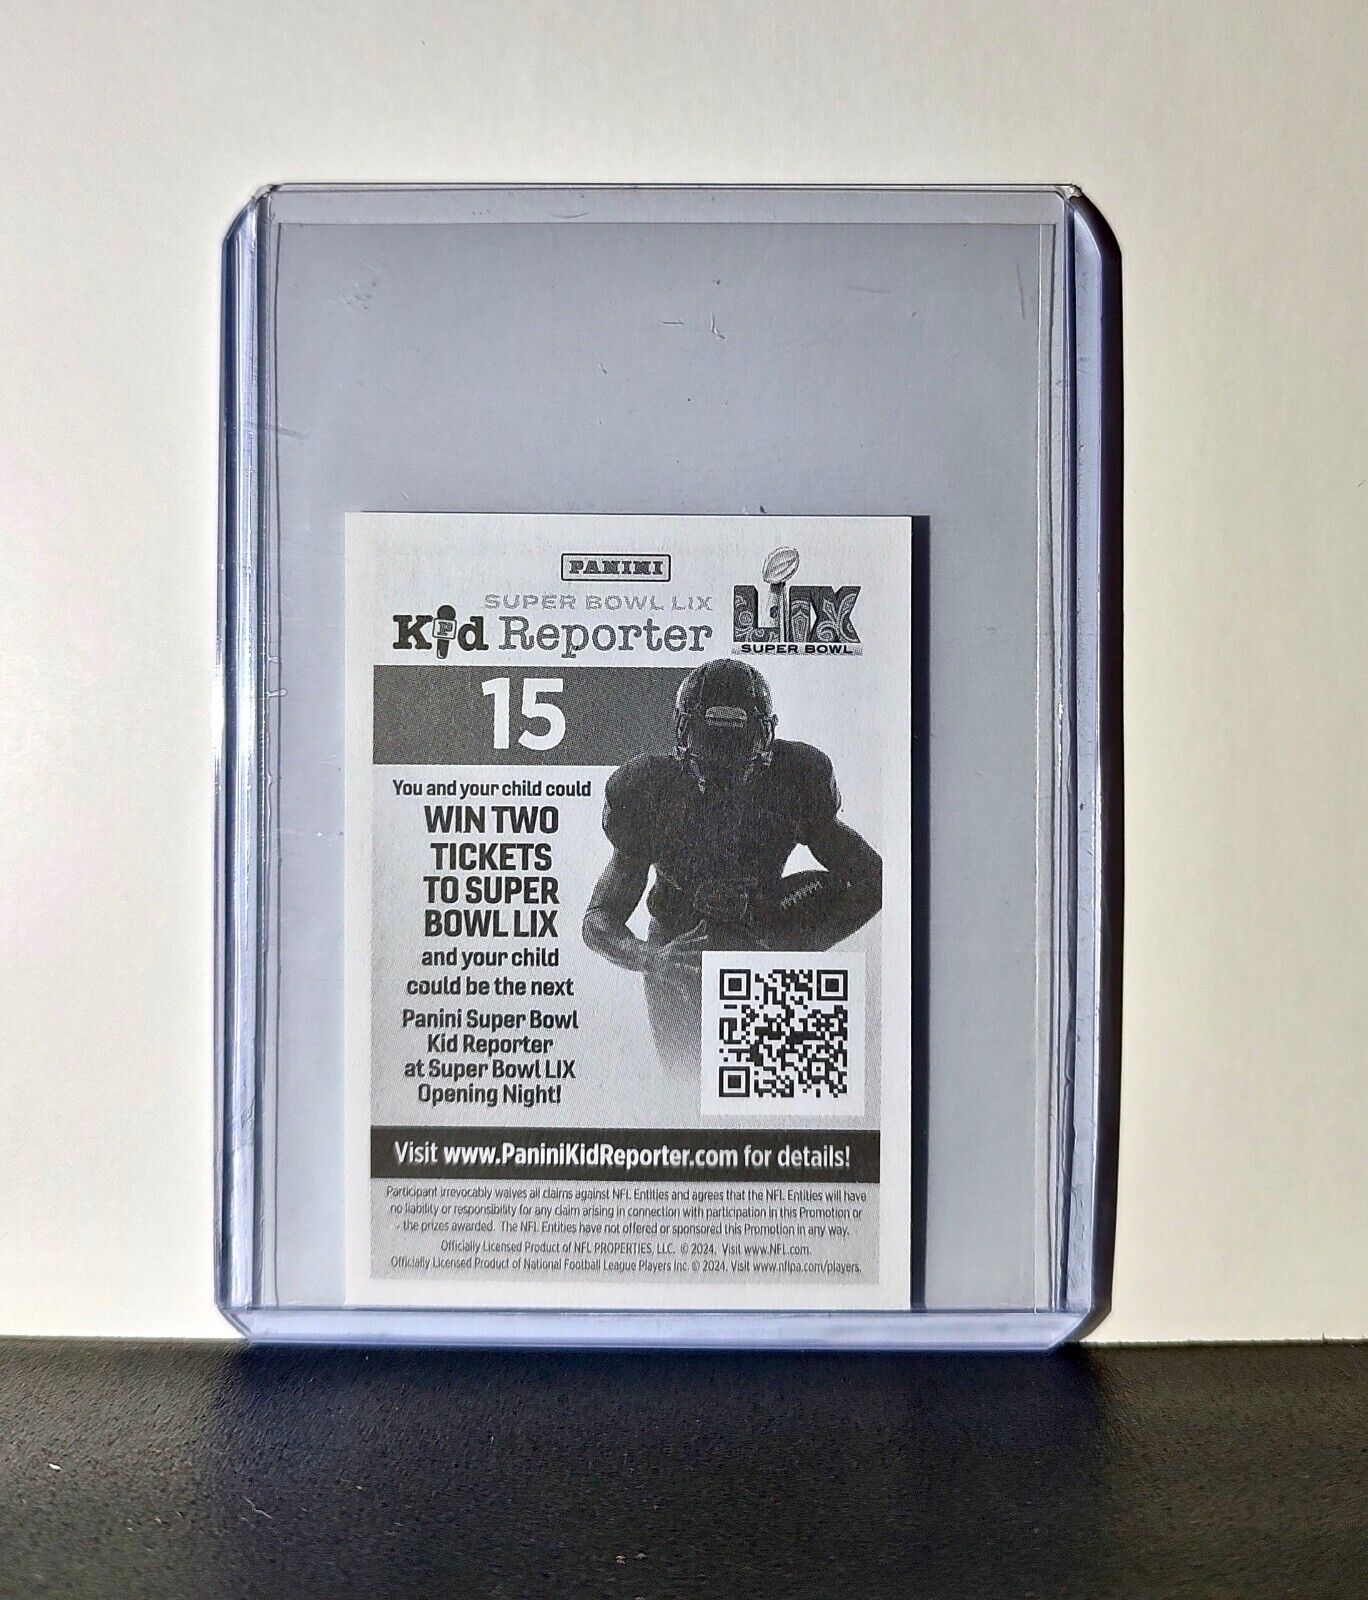 PANINI
SUPER BOWL LIX
Kid Reporter
LIX
SUPER BOWL
15
You and your child could
WIN TWO
TICKETS
TO SUPER
BOWL LIX
and your child
could be the next
Panini Super Bowl
Kid Reporter
at Super Bowl LIX
Opening Night!
Visit www.PaniniKidReporter.com for details!
Participant irrevocably waives all claims against NFL Entities and agrees that the NFL Entities will have
no liability or responsibility for any claim arising in connection with participation in this Promotion or
the prizes awarded. The NFL Entities have not offered or sponsored this Promotion in any way.
Officially Licensed Product of NFL PROPERTIES, LLC. © 2024. Visit www.NFL.com.
Officially Licensed Product of National Football League Players Inc. © 2024. Visit www.nflpa.com/players.